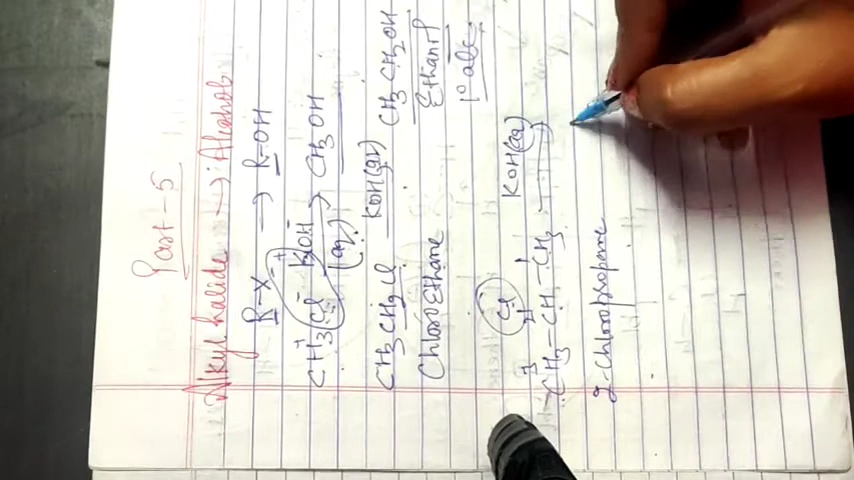 Part-5
Alkyl halide → Alcohol
R-X → R-OH
CH3Cl KOH (aq.) → CH3OH
CH3CH2Cl KOH(aq) CH3CH2OH
ChloroEthane Ethanol
1° alc.
Cl KOH(aq)
CH3-CH-CH3 →
2-Chloropropane